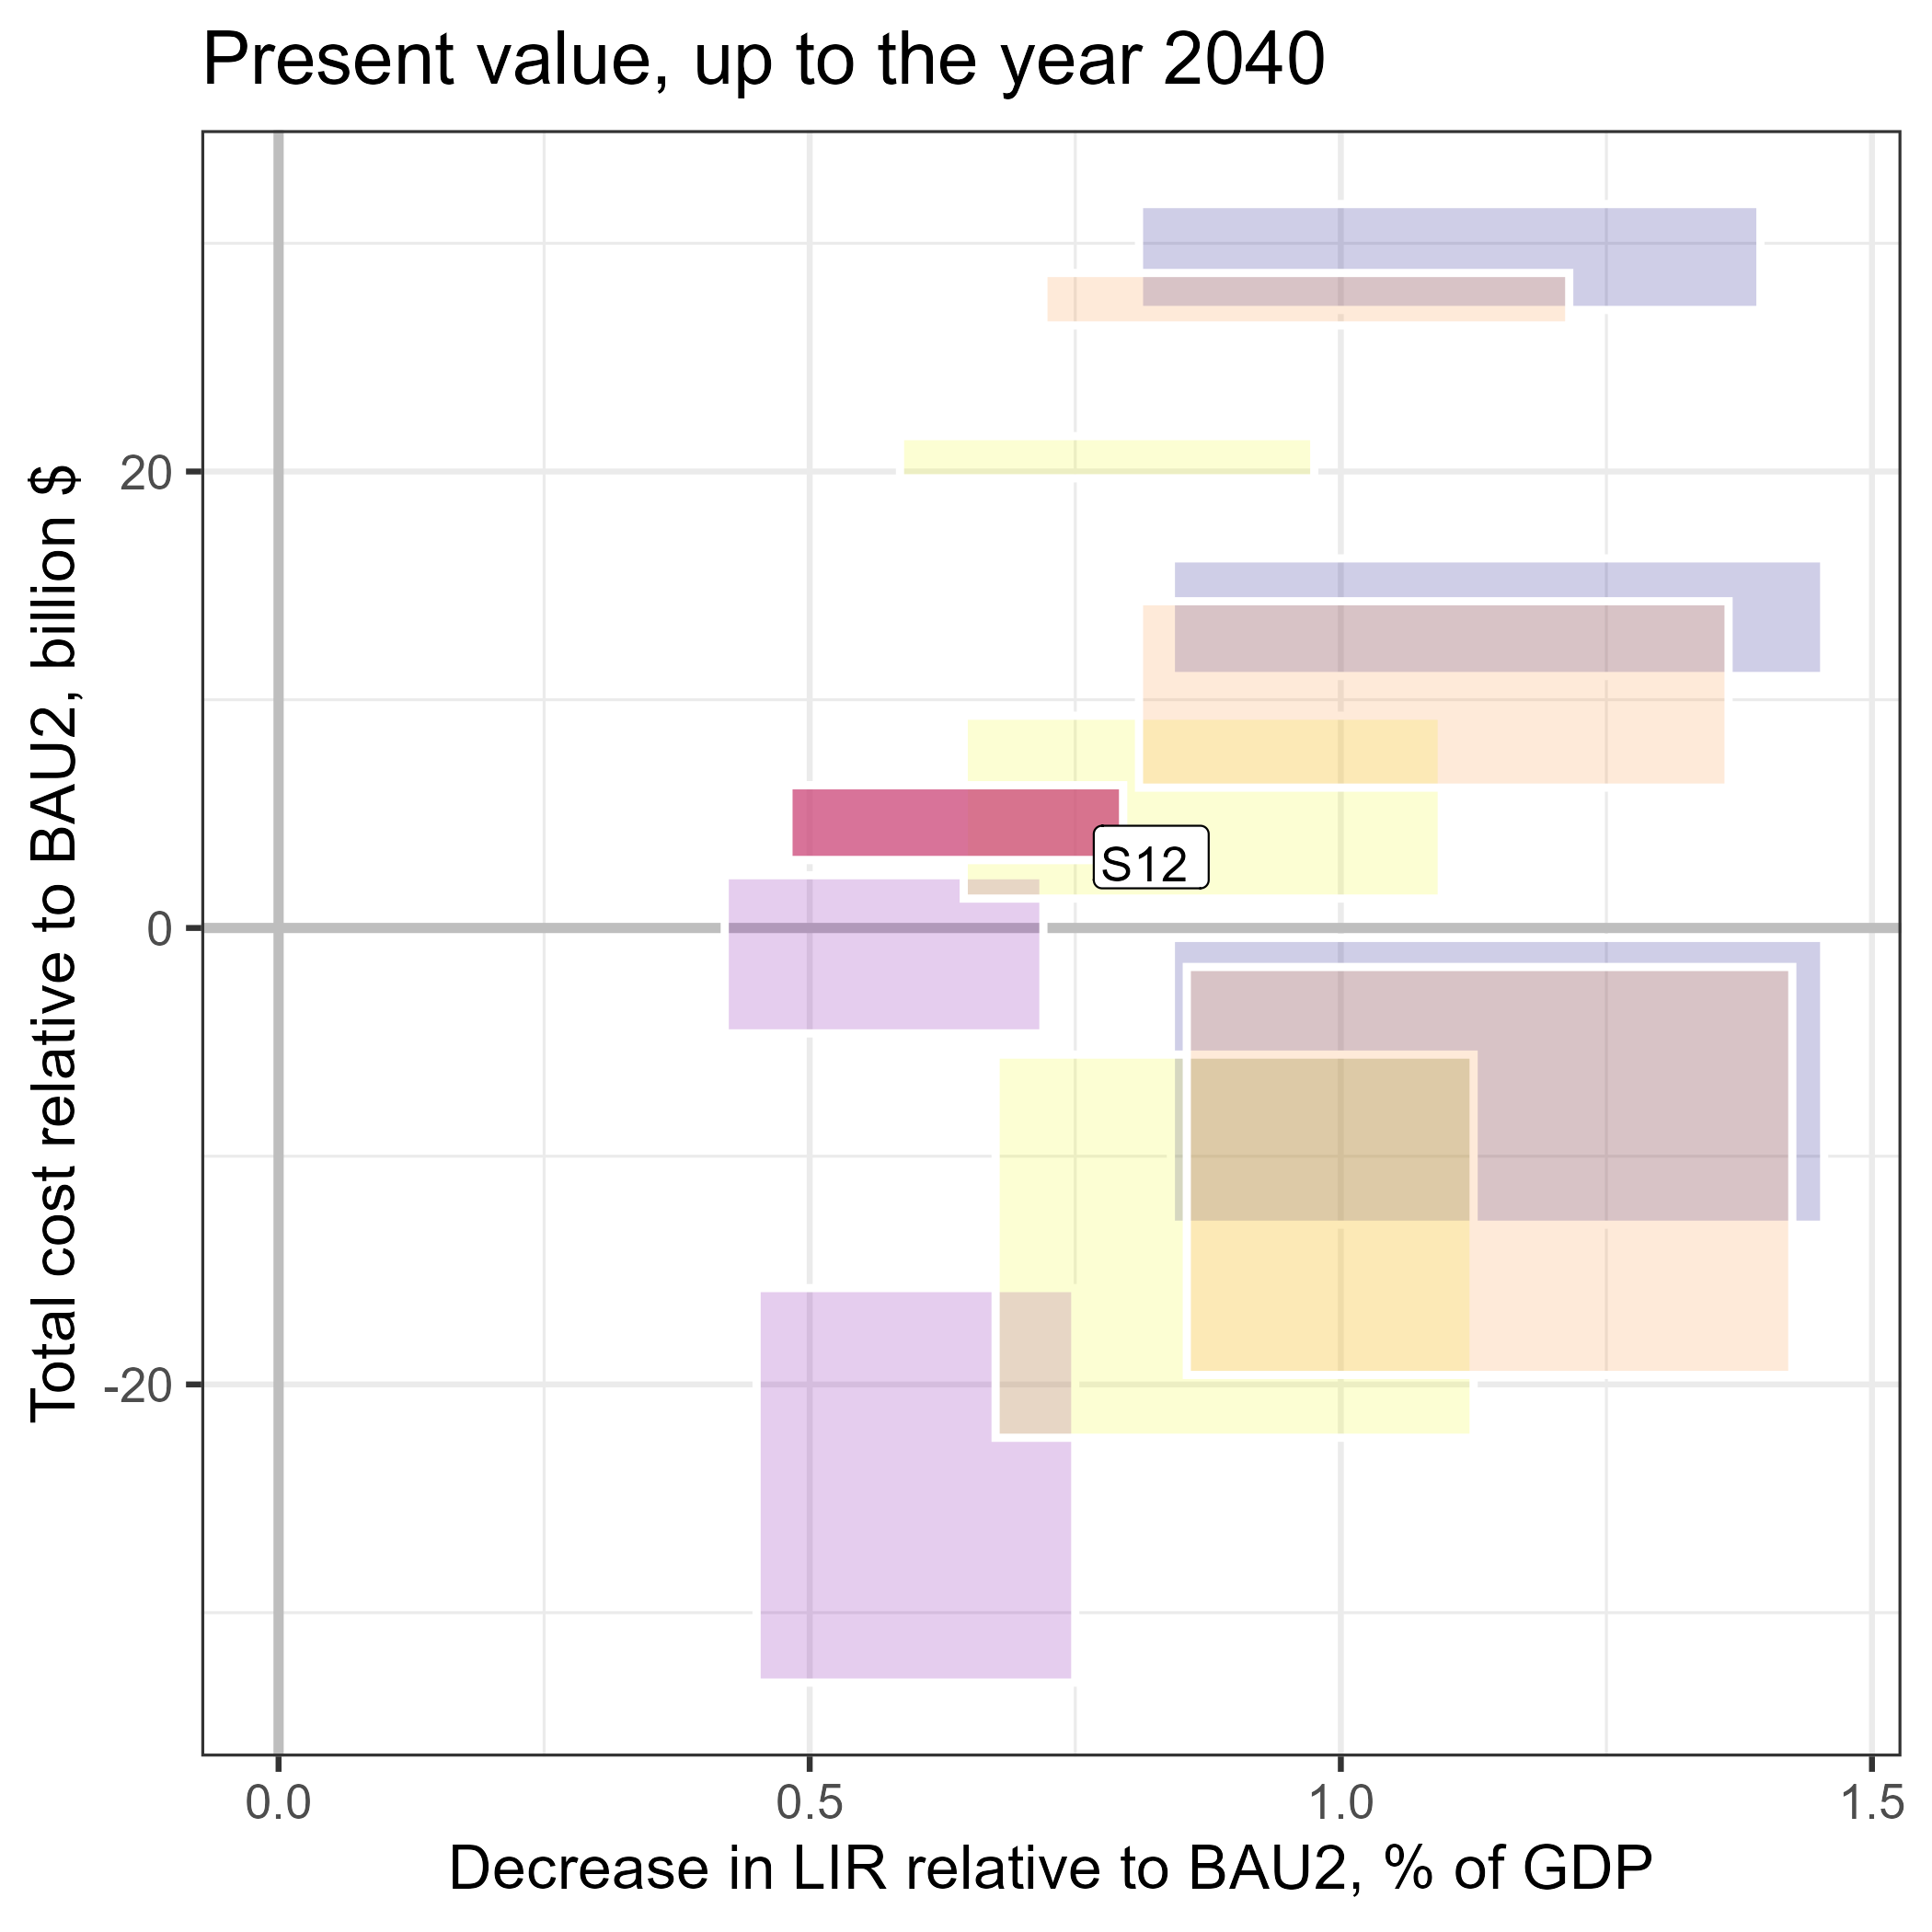 Present value, up to the year 2040
Total cost relative to BAU2, billion $
20
0
-20
S12
0.0
0.5
1.0
1.5
Decrease in LIR relative to BAU2, % of GDP